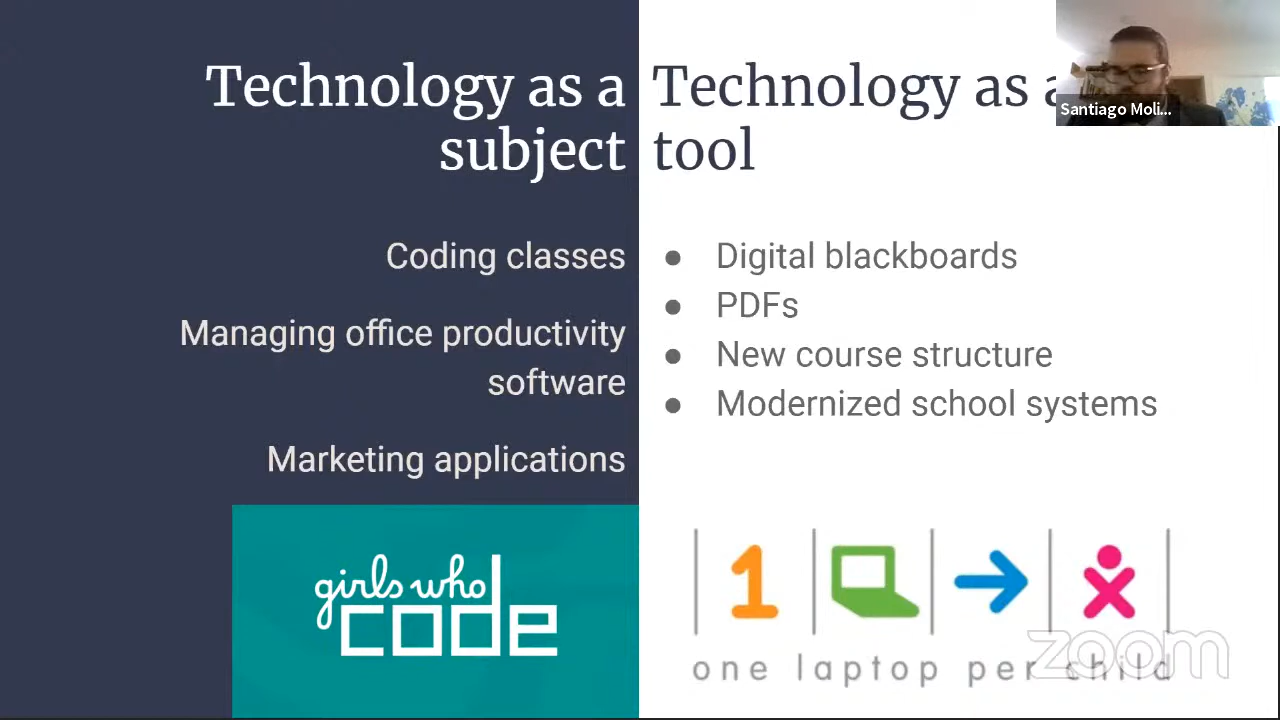 Technology as a
subject
Coding classes
Managing office productivity
software
Marketing applications
girls who
code
Technology as a
tool
● Digital blackboards
● PDFs
● New course structure
● Modernized school systems
1
one laptop per child
zoom
Santiago Moli...